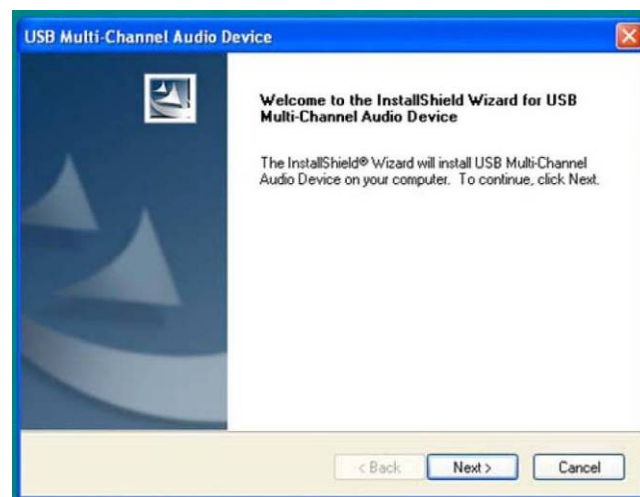 USB Multi-Channel Audio Device
Welcome to the InstallShield Wizard for USB
Multi-Channel Audio Device
The InstallShield® Wizard will install USB Multi-Channel
Audio Device on your computer. To continue, click Next.
< Back Next > Cancel